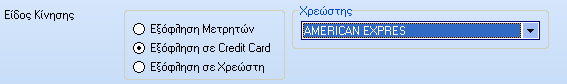 Είδος Κίνησης
Εξόφληση Μετρητών
Εξόφληση σε Credit Card
Εξόφληση σε Χρεώστη
Χρεώστης
AMERICAN EXPRES